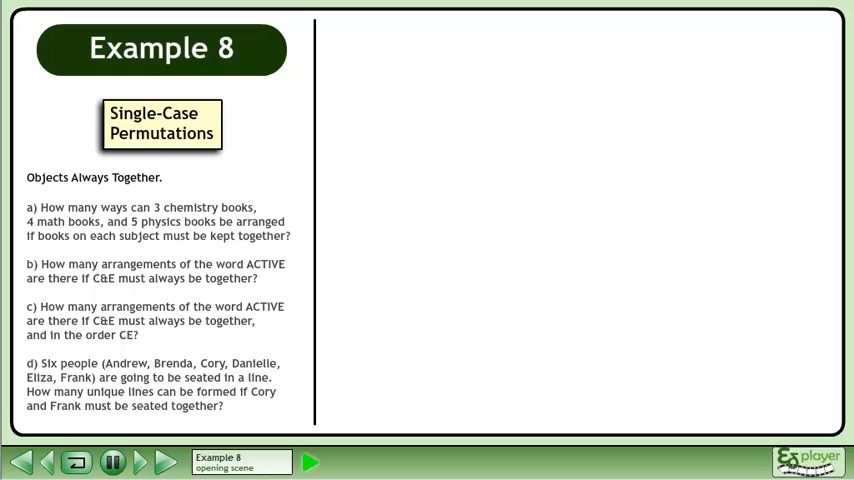 Example 8
Single-Case
Permutations
Objects Always Together.
a) How many ways can 3 chemistry books,
4 math books, and 5 physics books be arranged
if books on each subject must be kept together?
b) How many arrangements of the word ACTIVE
are there if C&E must always be together?
c) How many arrangements of the word ACTIVE
are there if C&E must always be together,
and in the order CE?
d) Six people (Andrew, Brenda, Cory, Danielle,
Eliza, Frank) are going to be seated in a line.
How many unique lines can be formed if Cory
and Frank must be seated together?
Example 8
opening scene
player